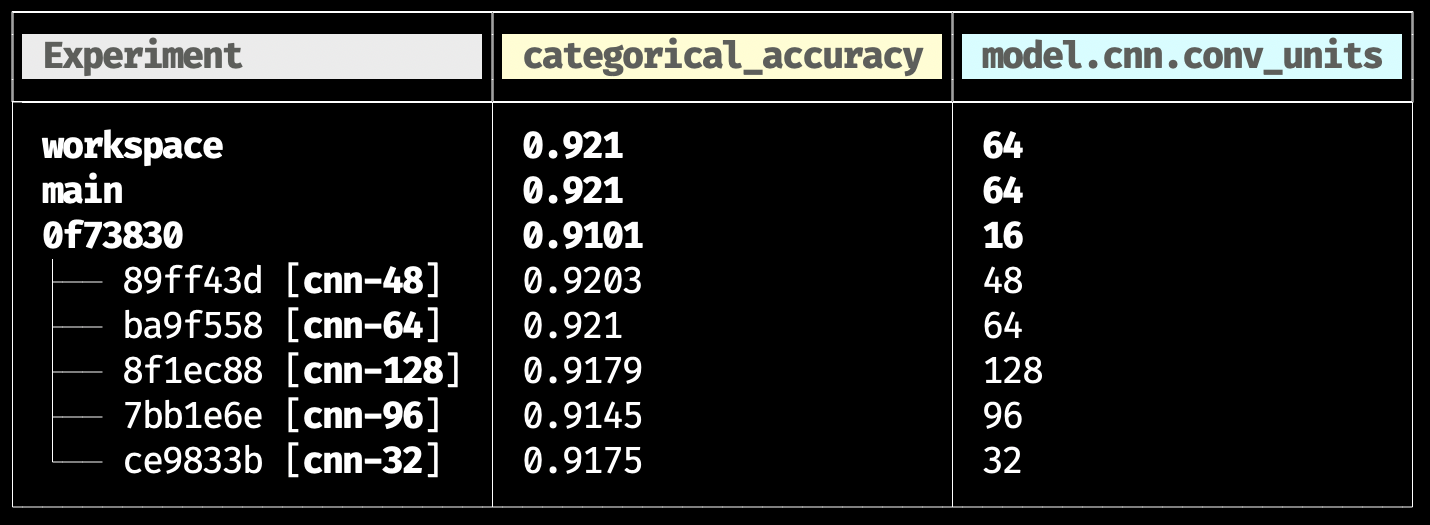 Experiment categorical_accuracy model.cnn.conv_units
workspace 0.921 64
main 0.921 64
0f73830 0.9101 16
89ff43d [cnn-48] 0.9203 48
ba9f558 [cnn-64] 0.921 64
8f1ec88 [cnn-128] 0.9179 128
7bb1e6e [cnn-96] 0.9145 96
ce9833b [cnn-32] 0.9175 32